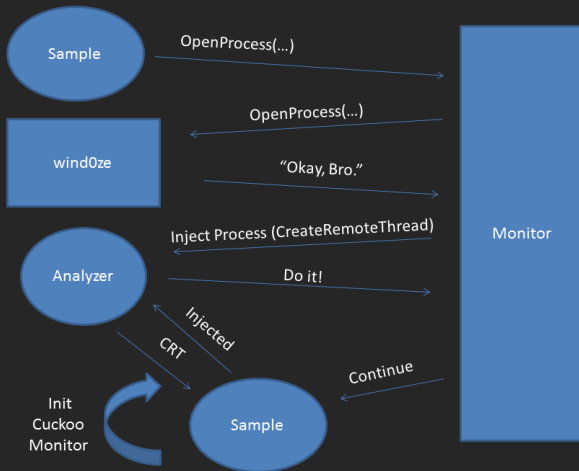 Sample
OpenProcess(...)
OpenProcess(...)
wind0ze
“Okay, Bro.”
Inject Process (CreateRemoteThread)
Monitor
Analyzer
Do it!
Injected
CRT
Continue
Init
Cuckoo
Monitor
Sample